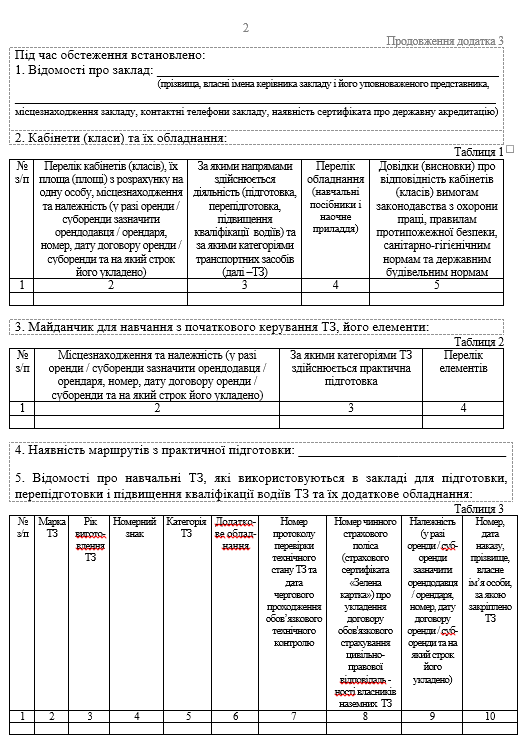 2
Продовження додатка 3
Під час обстеження встановлено:
1. Відомості про заклад:
(прізвища, власні імена керівника закладу і його уповноваженого представника,
місцезнаходження закладу, контактні телефони закладу, наявність сертифіката про державну акредитацію)
2. Кабінети (класи) та їх обладнання:
Таблиця 1
№
з/п
Перелік кабінетів (класів), їх
площа (площі) з розрахунку на
одну особу, місцезнаходження
та належність (у разі оренди /
суборенди зазначити
орендодавця / орендаря,
номер, дату договору оренди /
суборенди та на який строк
його укладено)
За якими напрямами
здійснюється
діяльність (підготовка,
перепідготовка,
підвищення
кваліфікації водіїв) та
за якими категоріями
транспортних засобів
(далі –ТЗ)
Перелік
обладнання
(навчальні
посібники і
наочне
приладдя)
Довідки (висновки) про
відповідність кабінетів
(класів) вимогам
законодавства з охорони
праці, правилам
протипожежної безпеки,
санітарно-гігієнічним
нормам та державним
будівельним нормам
1 2 3 4 5
3. Майданчик для навчання з початкового керування ТЗ, його елементи:
Таблиця 2
№
з/п
Місцезнаходження та належність (у разі
оренди / суборенди зазначити орендодавця /
орендаря, номер, дату договору оренди /
суборенди та на який строк його укладено)
За якими категоріями ТЗ
здійснюється практична
підготовка
Перелік
елементів
1 2 3 4
4. Наявність маршрутів з практичної підготовки:
5. Відомості про навчальні ТЗ, які використовуються в закладі для підготовки,
перепідготовки і підвищення кваліфікації водіїв ТЗ та їх додаткове обладнання:
Таблиця 3
№
з/п
Марка
ТЗ
Рік
вигото-
влення
ТЗ
Номерний
знак
Категорія
ТЗ
Додатко-
ве облад-
нання
Номер
протоколу
перевірки
технічного
стану ТЗ та
дата
чергового
проходження
обов’язкового
технічного
контролю
Номер чинного
страхового
поліса
(страхового
сертифіката
«Зелена
картка») про
укладення
договору
обов'язкового
страхування
цивільно-
правової
відповідаль -
ності власників
наземних ТЗ
Належність
(у разі
оренди / суб-
оренди
зазначити
орендодавця
/ орендаря,
номер, дату
договору
оренди / суб-
оренди та на
який строк
його
укладено)
Номер,
дата
наказу,
прізвище,
власне
ім’я особи,
за якою
закріплено
ТЗ
1 2 3 4 5 6 7 8 9 10